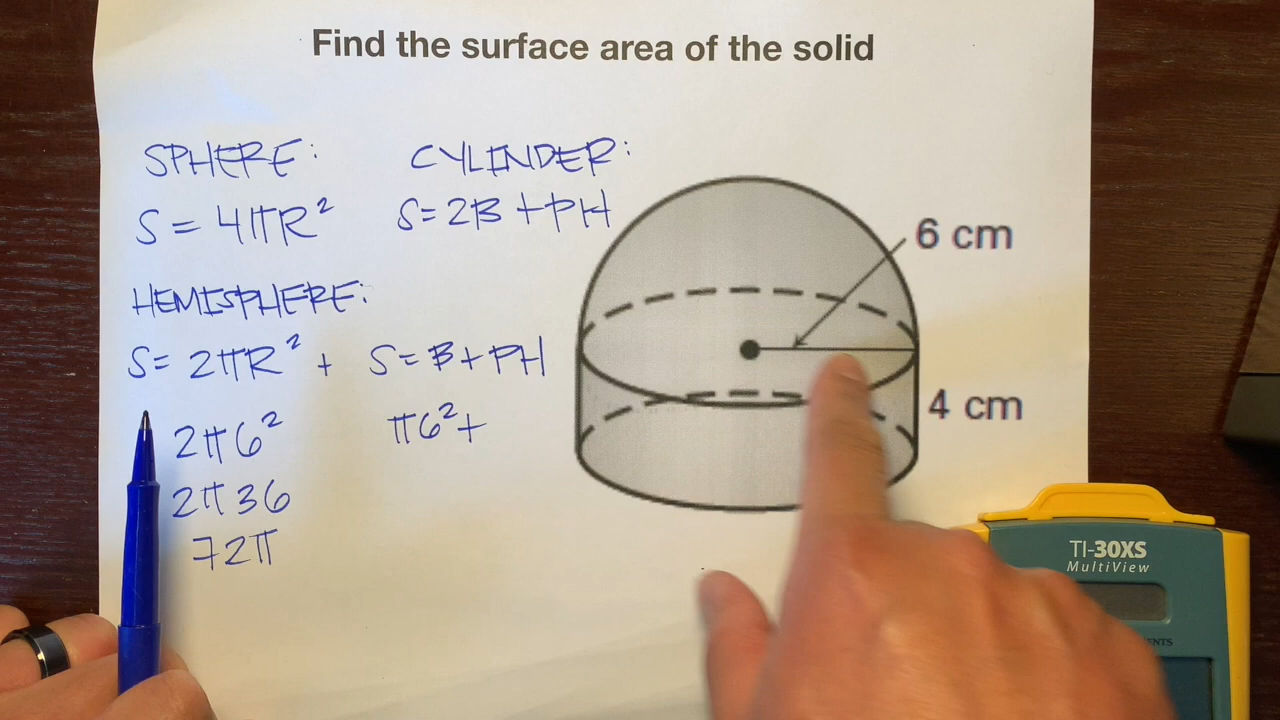 Find the surface area of the solid
SPHERE: CYLINDER:
S = 4πR² S = 2B + PH
HEMISPHERE:
S = 2πR² + S = B + PH
2π6² π6² +
2π36
72π
6 cm
4 cm
TI-30XS
MultiView